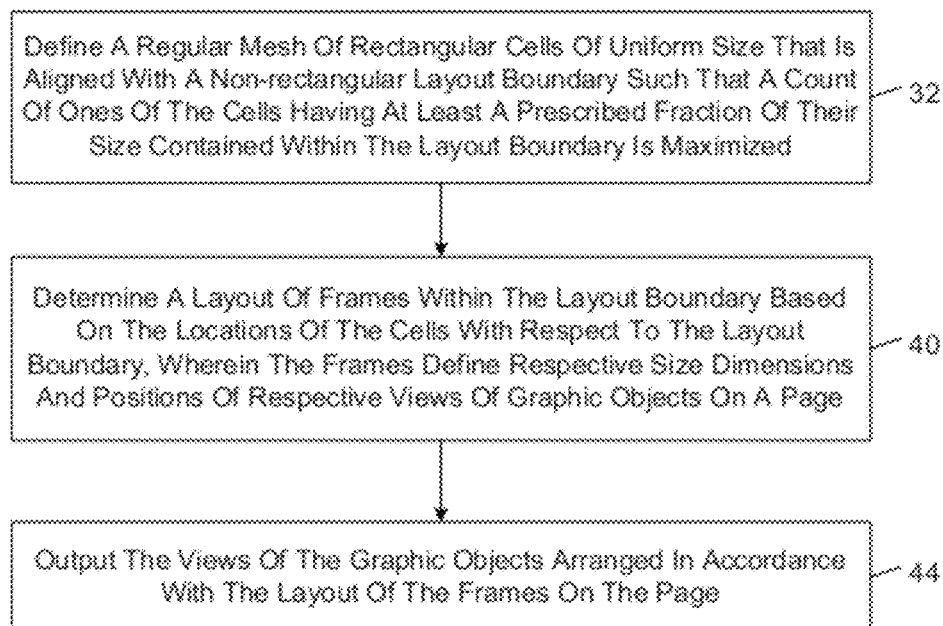 Define A Regular Mesh Of Rectangular Cells Of Uniform Size That Is
Aligned With A Non-rectangular Layout Boundary Such That A Count
Of Ones Of The Cells Having At Least A Prescribed Fraction Of Their
Size Contained Within The Layout Boundary Is Maximized
32
Determine A Layout Of Frames Within The Layout Boundary Based
On The Locations Of The Cells With Respect To The Layout
Boundary, Wherein The Frames Define Respective Size Dimensions
And Positions Of Respective Views Of Graphic Objects On A Page
40
Output The Views Of The Graphic Objects Arranged In Accordance
With The Layout Of The Frames On The Page
44